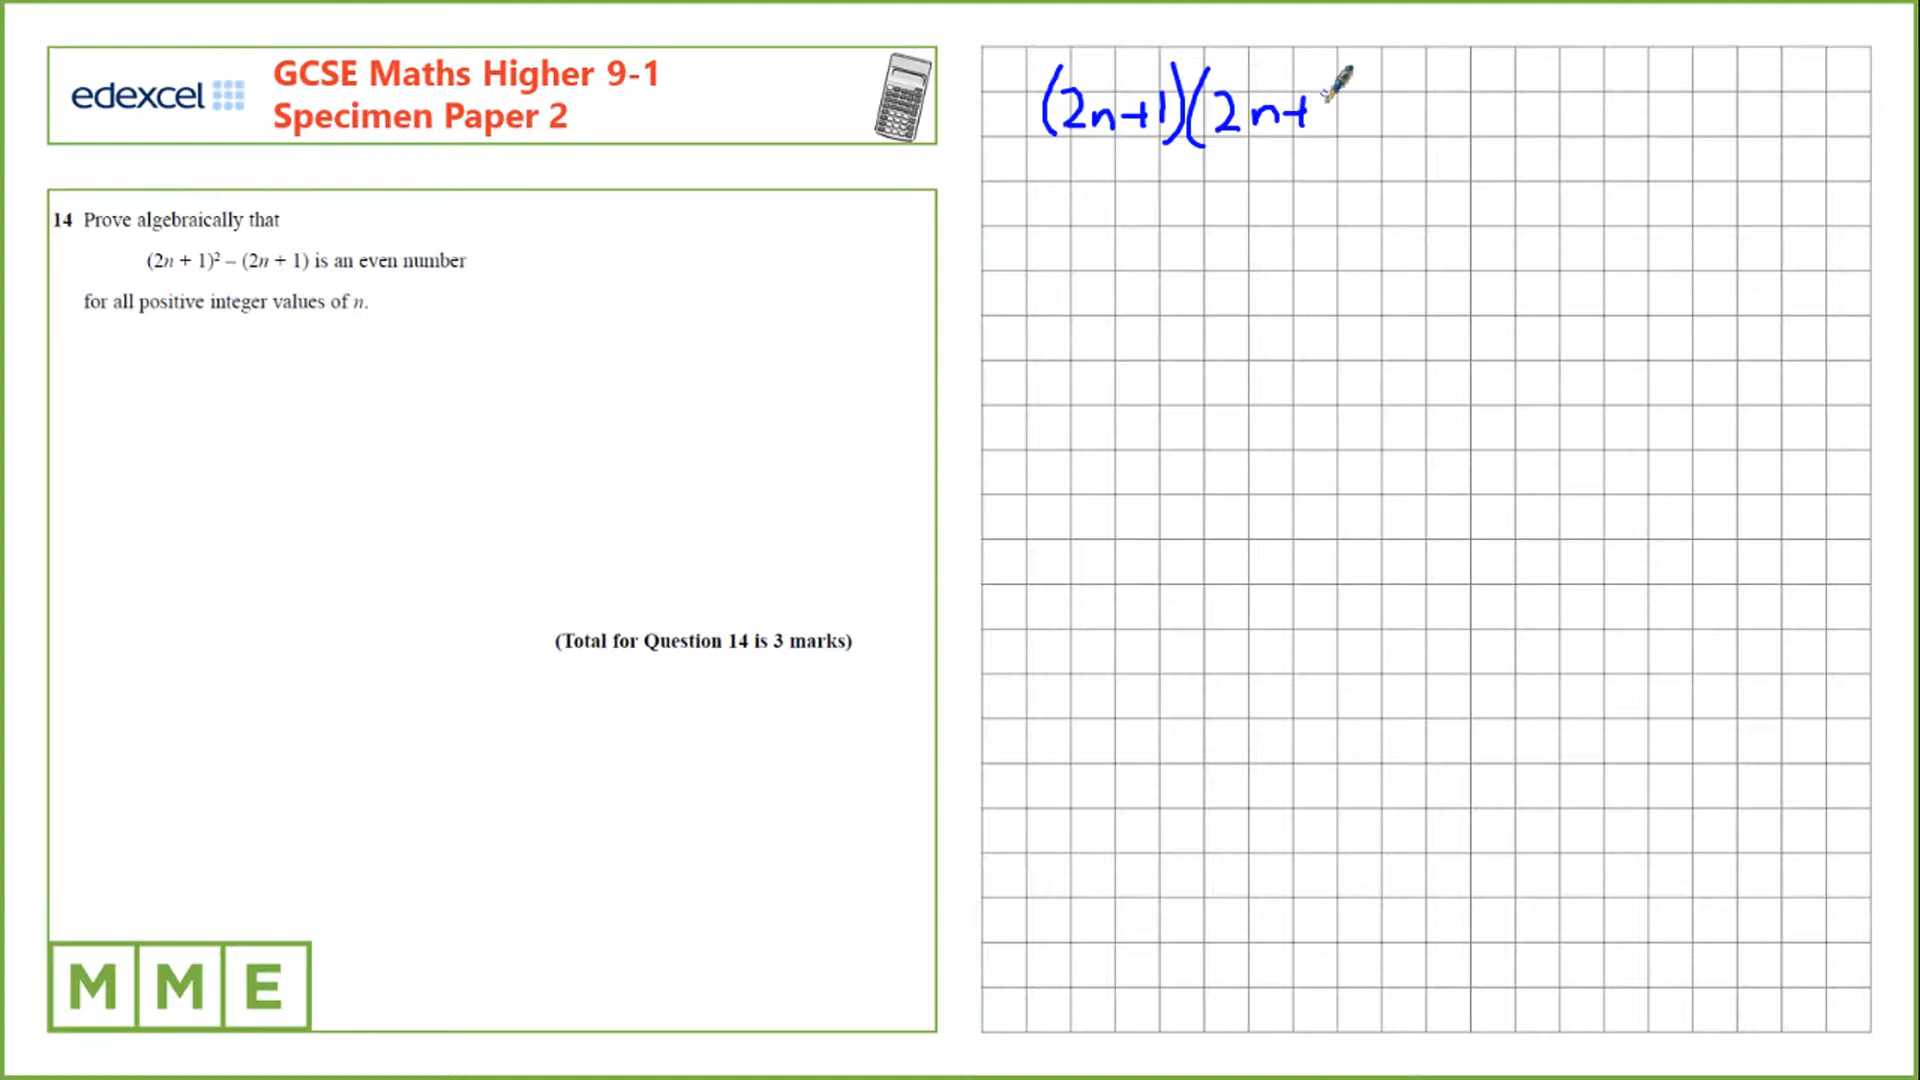 edexcel
GCSE Maths Higher 9-1
Specimen Paper 2
14 Prove algebraically that
(2n + 1)² – (2n + 1) is an even number
for all positive integer values of n.
(Total for Question 14 is 3 marks)
MME
(2n+1)(2n+